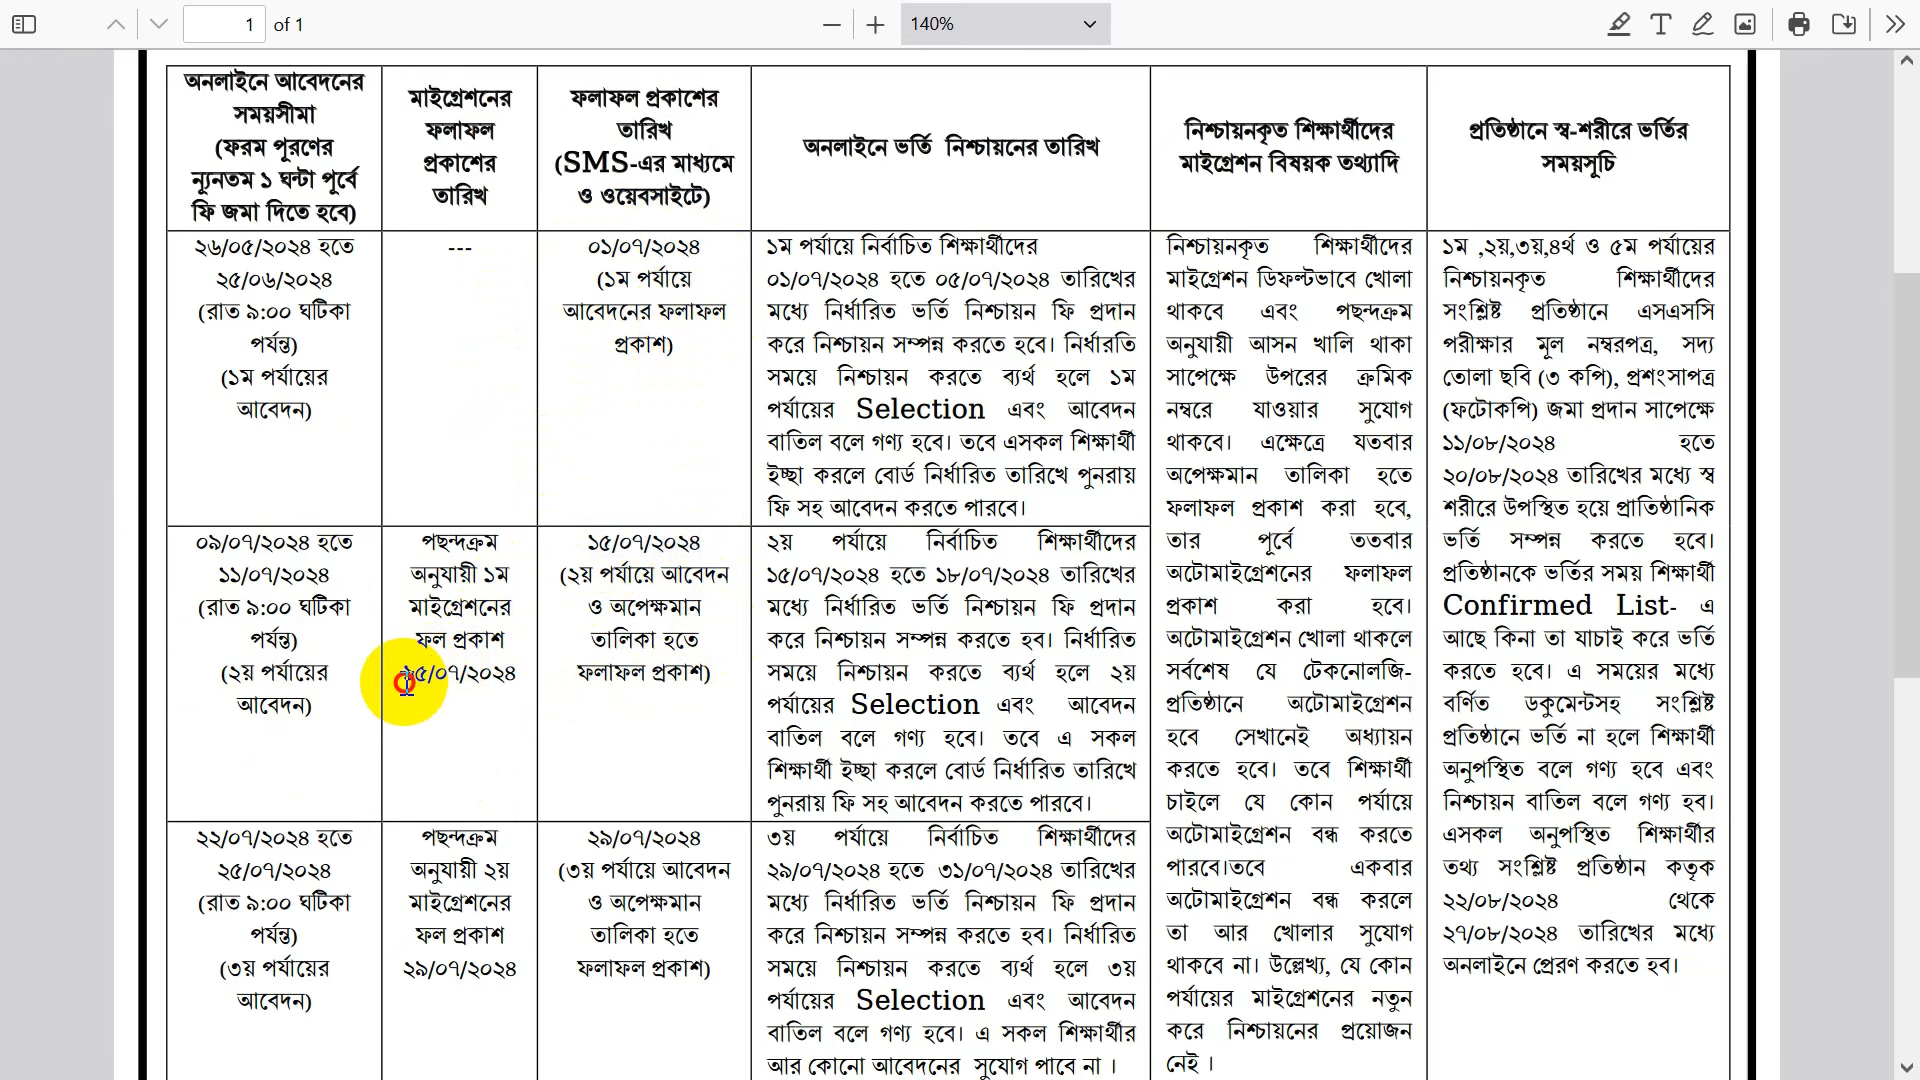 1 of 1
140%
অনলাইনে আবেদনের
সময়সীমা
(ফরম পূরণের
ন্যূনতম ১ ঘন্টা পূর্বে
ফি জমা দিতে হবে)
মাইগ্রেশনের
ফলাফল
প্রকাশের
তারিখ
ফলাফল প্রকাশের
তারিখ
(SMS-এর মাধ্যমে
ও ওয়েবসাইটে)
অনলাইনে ভর্তি নিশ্চায়নের তারিখ
নিশ্চায়নকৃত শিক্ষার্থীদের
মাইগ্রেশন বিষয়ক তথ্যাদি
প্রতিষ্ঠানে স্ব-শরীরে ভর্তির
সময়সূচি
২৬/০৫/২০২৪ হতে
২৫/০৬/২০২৪
(রাত ৯:০০ ঘটিকা
পর্যন্ত)
(১ম পর্যায়ের
আবেদন)
---
০১/০৭/২০২৪
(১ম পর্যায়ে
আবেদনের ফলাফল
প্রকাশ)
১ম পর্যায়ে নির্বাচিত শিক্ষার্থীদের
০১/০৭/২০২৪ হতে ০৫/০৭/২০২৪ তারিখের
মধ্যে নির্ধারিত ভর্তি নিশ্চায়ন ফি প্রদান
করে নিশ্চায়ন সম্পন্ন করতে হবে। নির্ধারতি
সময়ে নিশ্চায়ন করতে ব্যর্থ হলে ১ম
পর্যায়ের Selection এবং আবেদন
বাতিল বলে গণ্য হবে। তবে এসকল শিক্ষার্থী
ইচ্ছা করলে বোর্ড নির্ধারিত তারিখে পুনরায়
ফি সহ আবেদন করতে পারবে।
নিশ্চায়নকৃত শিক্ষার্থীদের
মাইগ্রেশন ডিফল্টভাবে খোলা
থাকবে এবং পছন্দক্রম
অনুযায়ী আসন খালি থাকা
সাপেক্ষে উপরের ক্রমিক
নম্বরে যাওয়ার সুযোগ
থাকবে। এক্ষেত্রে যতবার
অপেক্ষমান তালিকা হতে
ফলাফল প্রকাশ করা হবে,
তার পূর্বে ততবার
অটোমাইগ্রেশনের ফলাফল
প্রকাশ করা হবে।
অটোমাইগ্রেশন খোলা থাকলে
সর্বশেষ যে টেকনোলজি-
প্রতিষ্ঠানে অটোমাইগ্রেশন
হবে সেখানেই অধ্যায়ন
করতে হবে। তবে শিক্ষার্থী
চাইলে যে কোন পর্যায়ে
অটোমাইগ্রেশন বন্ধ করতে
পারবে।তবে একবার
অটোমাইগ্রেশন বন্ধ করলে
তা আর খোলার সুযোগ
থাকবে না। উল্লেখ্য, যে কোন
পর্যায়ের মাইগ্রেশনের নতুন
করে নিশ্চায়নের প্রয়োজন
নেই ।
১ম ,২য়,৩য়,৪র্থ ও ৫ম পর্যায়ের
নিশ্চায়নকৃত শিক্ষার্থীদের
সংশ্লিষ্ট প্রতিষ্ঠানে এসএসসি
পরীক্ষার মূল নম্বরপত্র, সদ্য
তোলা ছবি (৩ কপি), প্রশংসাপত্র
(ফটোকপি) জমা প্রদান সাপেক্ষে
১১/০৮/২০২৪ হতে
২০/০৮/২০২৪ তারিখের মধ্যে স্ব
শরীরে উপস্থিত হয়ে প্রাতিষ্ঠানিক
ভর্তি সম্পন্ন করতে হবে।
প্রতিষ্ঠানকে ভর্তির সময় শিক্ষার্থী
Confirmed List- এ
আছে কিনা তা যাচাই করে ভর্তি
করতে হবে। এ সময়ের মধ্যে
বর্ণিত ডকুমেন্টসহ সংশ্লিষ্ট
প্রতিষ্ঠানে ভর্তি না হলে শিক্ষার্থী
অনুপস্থিত বলে গণ্য হবে এবং
নিশ্চায়ন বাতিল বলে গণ্য হব।
এসকল অনুপস্থিত শিক্ষার্থীর
তথ্য সংশ্লিষ্ট প্রতিষ্ঠান কতৃক
২২/০৮/২০২৪ থেকে
২৭/০৮/২০২৪ তারিখের মধ্যে
অনলাইনে প্রেরণ করতে হব।
০৯/০৭/২০২৪ হতে
১১/০৭/২০২৪
(রাত ৯:০০ ঘটিকা
পর্যন্ত)
(২য় পর্যায়ের
আবেদন)
পছন্দক্রম
অনুযায়ী ১ম
মাইগ্রেশনের
ফল প্রকাশ
১৫/০৭/২০২৪
১৫/০৭/২০২৪
(২য় পর্যায়ে আবেদন
ও অপেক্ষমান
তালিকা হতে
ফলাফল প্রকাশ)
২য় পর্যায়ে নির্বাচিত শিক্ষার্থীদের
১৫/০৭/২০২৪ হতে ১৮/০৭/২০২৪ তারিখের
মধ্যে নির্ধারিত ভর্তি নিশ্চায়ন ফি প্রদান
করে নিশ্চায়ন সম্পন্ন করতে হব। নির্ধারিত
সময়ে নিশ্চায়ন করতে ব্যর্থ হলে ২য়
পর্যায়ের Selection এবং আবেদন
বাতিল বলে গণ্য হবে। তবে এ সকল
শিক্ষার্থী ইচ্ছা করলে বোর্ড নির্ধারিত তারিখে
পুনরায় ফি সহ আবেদন করতে পারবে।
২২/০৭/২০২৪ হতে
২৫/০৭/২০২৪
(রাত ৯:০০ ঘটিকা
পর্যন্ত)
(৩য় পর্যায়ের
আবেদন)
পছন্দক্রম
অনুযায়ী ২য়
মাইগ্রেশনের
ফল প্রকাশ
২৯/০৭/২০২৪
২৯/০৭/২০২৪
(৩য় পর্যায়ে আবেদন
ও অপেক্ষমান
তালিকা হতে
ফলাফল প্রকাশ)
৩য় পর্যায়ে নির্বাচিত শিক্ষার্থীদের
২৯/০৭/২০২৪ হতে ৩১/০৭/২০২৪ তারিখের
মধ্যে নির্ধারিত ভর্তি নিশ্চায়ন ফি প্রদান
করে নিশ্চায়ন সম্পন্ন করতে হব। নির্ধারিত
সময়ে নিশ্চায়ন করতে ব্যর্থ হলে ৩য়
পর্যায়ের Selection এবং আবেদন
বাতিল বলে গণ্য হবে। এ সকল শিক্ষার্থীর
আর কোনো আবেদনের সুযোগ পাবে না ।